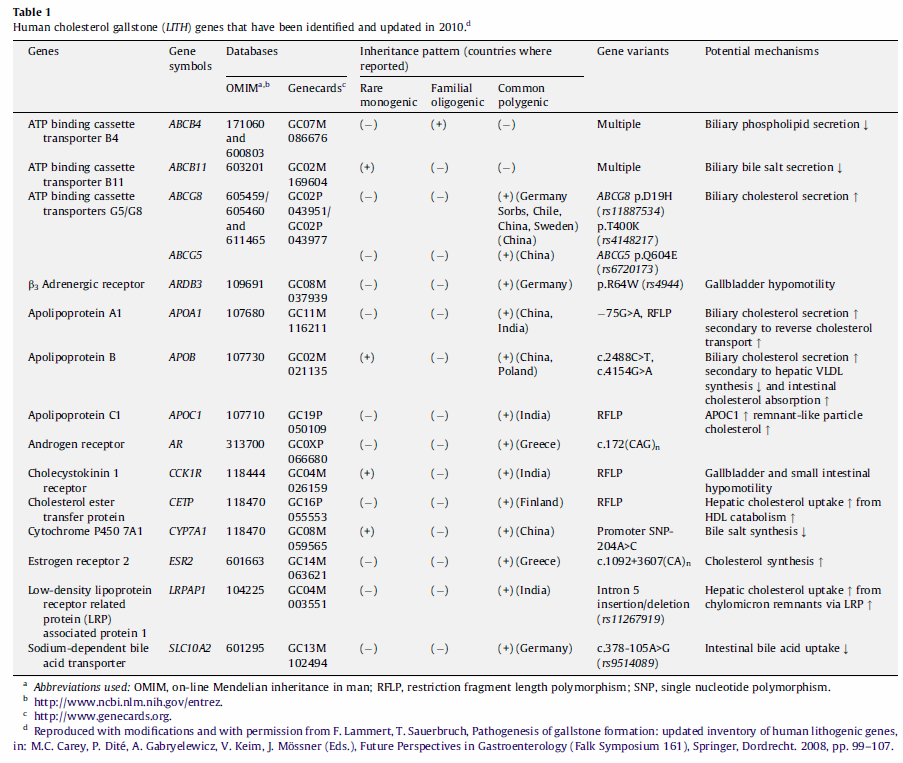 Table 1
Human cholesterol gallstone (LITH) genes that have been identified and updated in 2010.d
Genes Gene symbols Databases Inheritance pattern (countries where reported) Gene variants Potential mechanisms
OMIMa,b Genecardsc Rare monogenic Familial oligogenic Common polygenic
ATP binding cassette transporter B4 ABCB4 171060 and 600803 GC07M 086676 (−) (+) (−) Multiple Biliary phospholipid secretion ↓
ATP binding cassette transporter B11 ABCB11 603201 GC02M 169604 (+) (−) (−) Multiple Biliary bile salt secretion ↓
ATP binding cassette transporters G5/G8 ABCG8 605459/ 605460 and 611465 GC02P 043951/ GC02P 043977 (−) (−) (+) (Germany Sorbs, Chile, China, Sweden) (China) ABCG8 p.D19H (rs11887534) p.T400K (rs4148217) Biliary cholesterol secretion ↑
ABCG5 (−) (−) (+) (China) ABCG5 p.Q604E (rs6720173)
β3 Adrenergic receptor ARDB3 109691 GC08M 037939 (−) (−) (+) (Germany) p.R64W (rs4944) Gallbladder hypomotility
Apolipoprotein A1 APOA1 107680 GC11M 116211 (−) (−) (+) (China, India) −75G>A, RFLP Biliary cholesterol secretion ↑ secondary to reverse cholesterol transport ↑
Apolipoprotein B APOB 107730 GC02M 021135 (+) (−) (+) (China, Poland) c.2488C>T, c.4154G>A Biliary cholesterol secretion ↑ secondary to hepatic VLDL synthesis ↓ and intestinal cholesterol absorption ↑
Apolipoprotein C1 APOC1 107710 GC19P 050109 (−) (−) (+) (India) RFLP APOC1 ↑ remnant-like particle cholesterol ↑
Androgen receptor AR 313700 GC0XP 066680 (−) (−) (+) (Greece) c.172(CAG)n
Cholecystokinin 1 receptor CCK1R 118444 GC04M 026159 (+) (−) (+) (India) RFLP Gallbladder and small intestinal hypomotility
Cholesterol ester transfer protein CETP 118470 GC16P 055553 (−) (−) (+) (Finland) RFLP Hepatic cholesterol uptake ↑ from HDL catabolism ↑
Cytochrome P450 7A1 CYP7A1 118470 GC08M 059565 (+) (−) (+) (China) Promoter SNP-204A>C Bile salt synthesis ↓
Estrogen receptor 2 ESR2 601663 GC14M 063621 (−) (−) (+) (Greece) c.1092+3607(CA)n Cholesterol synthesis ↑
Low-density lipoprotein receptor related protein (LRP) associated protein 1 LRPAP1 104225 GC04M 003551 (−) (−) (+) (India) Intron 5 insertion/deletion (rs11267919) Hepatic cholesterol uptake ↑ from chylomicron remnants via LRP ↑
Sodium-dependent bile acid transporter SLC10A2 601295 GC13M 102494 (−) (−) (+) (Germany) c.378-105A>G (rs9514089) Intestinal bile acid uptake ↓
a Abbreviations used: OMIM, on-line Mendelian inheritance in man; RFLP, restriction fragment length polymorphism; SNP, single nucleotide polymorphism.
b http://www.ncbi.nlm.nih.gov/entrez.
c http://www.genecards.org.
d Reproduced with modifications and with permission from F. Lammert, T. Sauerbruch, Pathogenesis of gallstone formation: updated inventory of human lithogenic genes,
in: M.C. Carey, P. Dité, A. Gabryelewicz, V. Keim, J. Mössner (Eds.), Future Perspectives in Gastroenterology (Falk Symposium 161), Springer, Dordrecht. 2008, pp. 99–107.